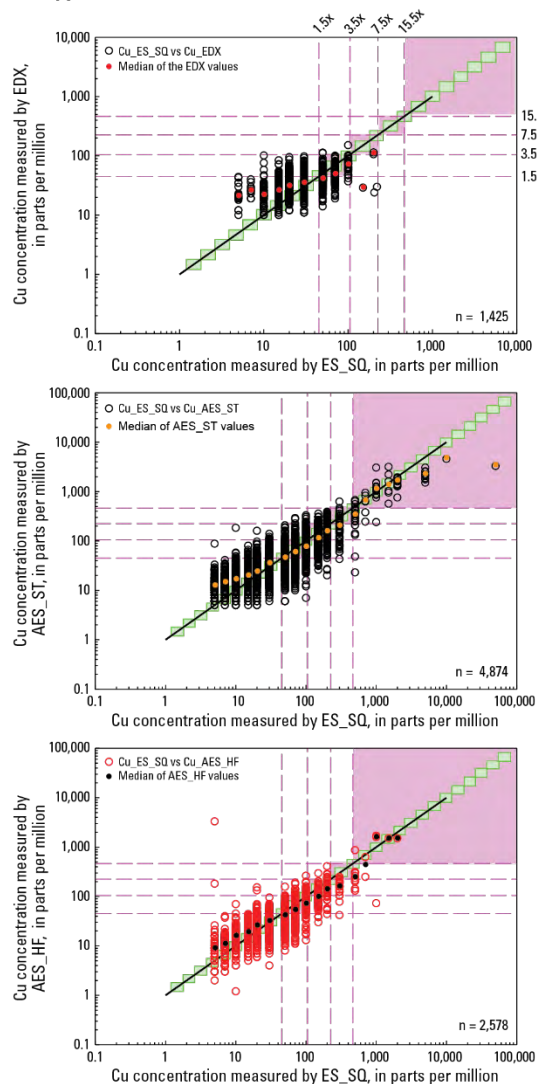 1.5x 3.5x 7.5x 15.5x
10,000
1,000
100
10
1
0.1
Cu concentration measured by EDX,
in parts per million
Cu_ES_SQ vs Cu_EDX
Median of the EDX values
15.
7.5
3.5
1.5
n = 1,425
0.1 1 10 100 1,000 10,000
Cu concentration measured by ES_SQ, in parts per million
100,000
10,000
1,000
100
10
1
0.1
Cu concentration measured by
AES_ST, in parts per million
Cu_ES_SQ vs Cu_AES_ST
Median of AES_ST values
n = 4,874
0.1 1 10 100 1,000 10,000 100,000
Cu concentration measured by ES_SQ, in parts per million
100,000
10,000
1,000
100
10
1
0.1
Cu concentration measured by
AES_HF, in parts per million
Cu_ES_SQ vs Cu_AES_HF
Median of AES_HF values
n = 2,578
0.1 1 10 100 1,000 10,000 100,000
Cu concentration measured by ES_SQ, in parts per million